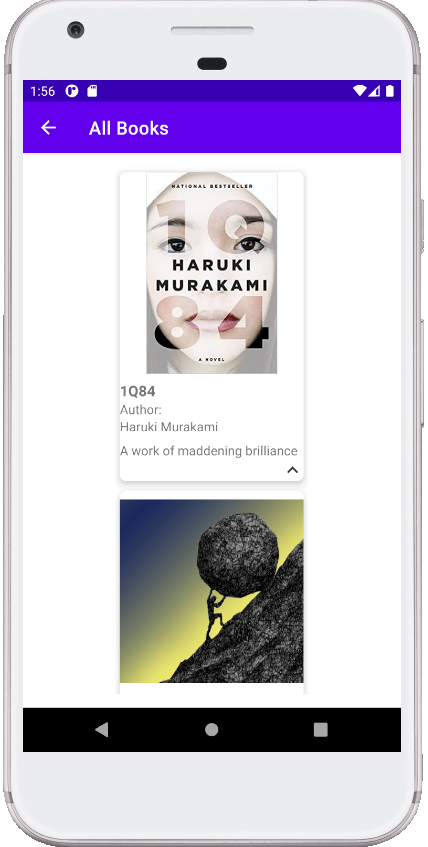 1:56
All Books
NATIONAL BESTSELLER
1Q
HARUKI
MURAKAMI
84
A NOVEL
1Q84
Author:
Haruki Murakami
A work of maddening brilliance